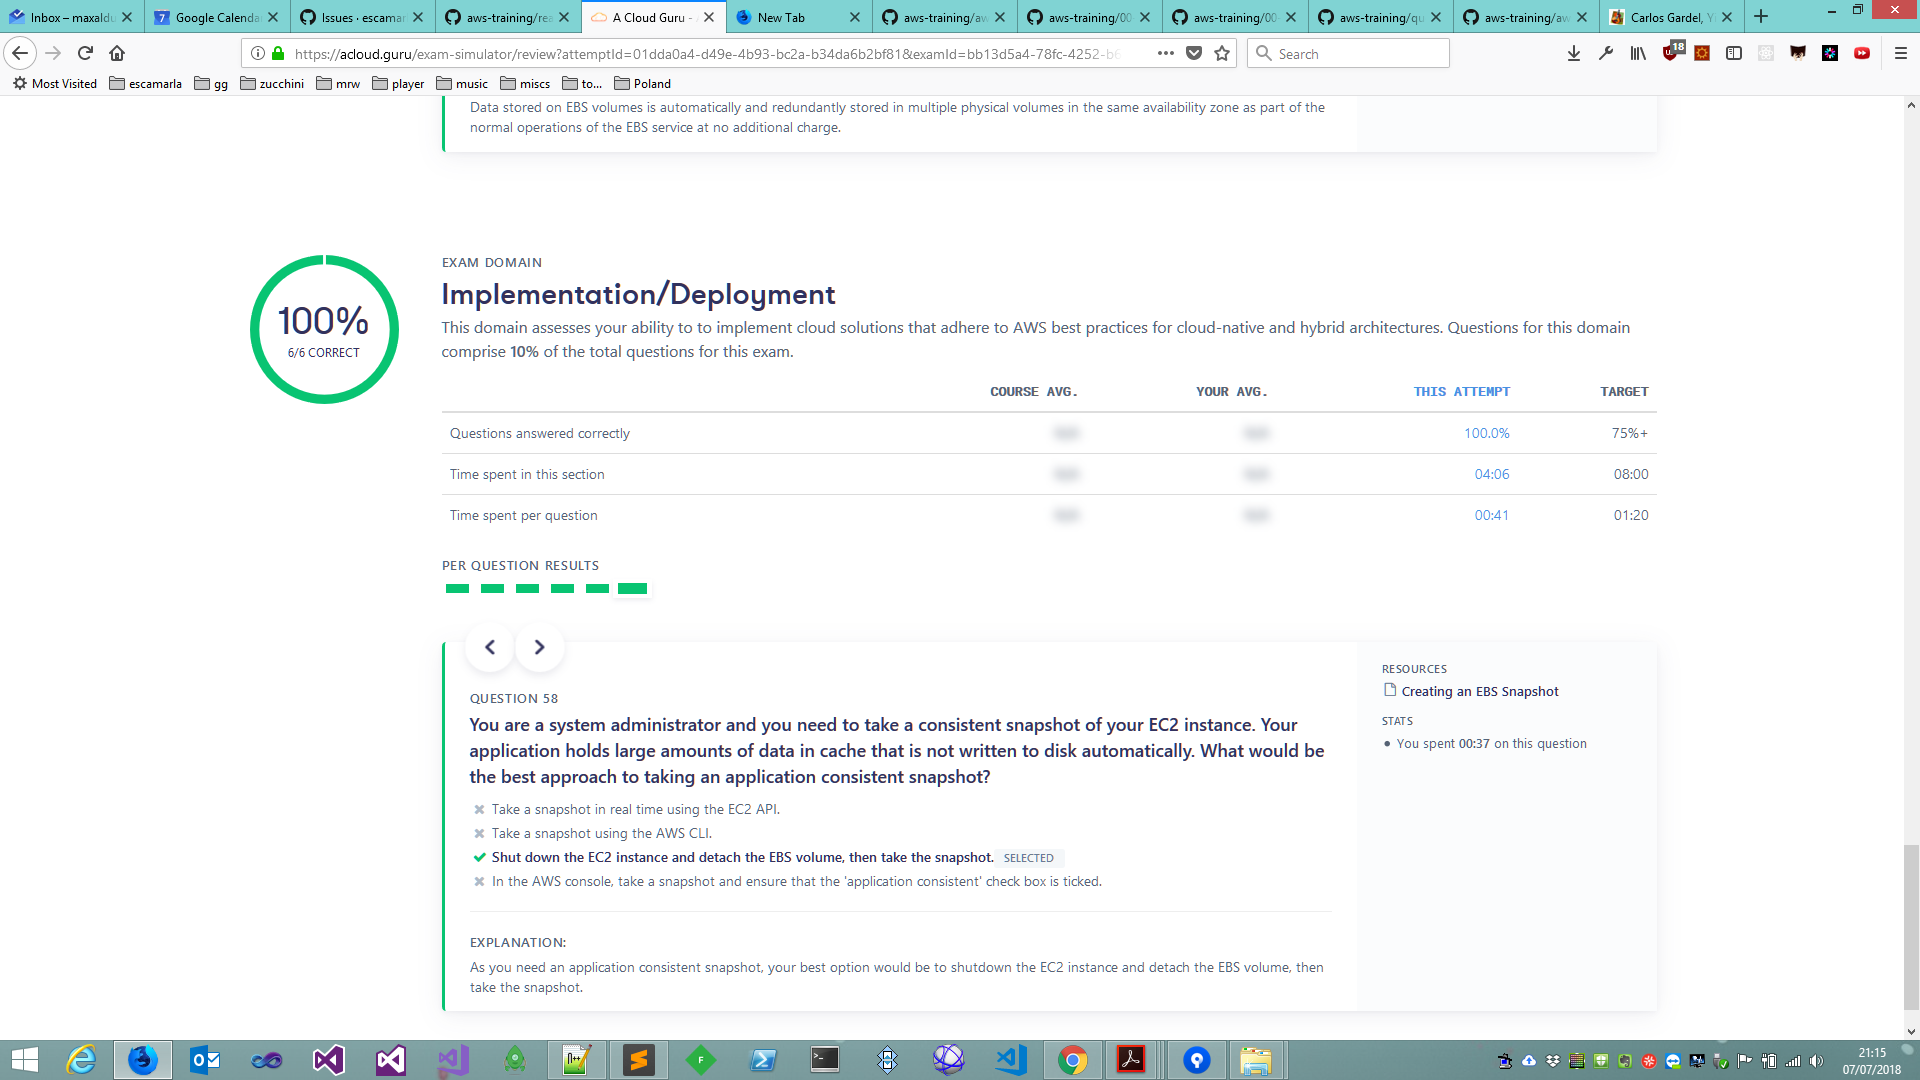 Inbox – maxaldu
Google Calenda
Issues · escamar
aws-training/rea
A Cloud Guru -
New Tab
aws-training/aw
aws-training/00
aws-training/00
aws-training/qu
aws-training/aw
Carlos Gardel, Y
https://acloud.guru/exam-simulator/review?attemptId=01dda0a4-d49e-4b93-bc2a-b34da6b2bf81&examId=bb13d5a4-78fc-4252-b6
Search
18
Most Visited
escamarla
gg
zucchini
mrw
player
music
miscs
to...
Poland
Data stored on EBS volumes is automatically and redundantly stored in multiple physical volumes in the same availability zone as part of the
normal operations of the EBS service at no additional charge.
100%
6/6 CORRECT
EXAM DOMAIN
Implementation/Deployment
This domain assesses your ability to to implement cloud solutions that adhere to AWS best practices for cloud-native and hybrid architectures. Questions for this domain
comprise 10% of the total questions for this exam.
COURSE AVG. YOUR AVG. THIS ATTEMPT TARGET
Questions answered correctly 100.0% 75%+
Time spent in this section 04:06 08:00
Time spent per question 00:41 01:20
PER QUESTION RESULTS
QUESTION 58
You are a system administrator and you need to take a consistent snapshot of your EC2 instance. Your
application holds large amounts of data in cache that is not written to disk automatically. What would be
the best approach to taking an application consistent snapshot?
Take a snapshot in real time using the EC2 API.
Take a snapshot using the AWS CLI.
Shut down the EC2 instance and detach the EBS volume, then take the snapshot. SELECTED
In the AWS console, take a snapshot and ensure that the 'application consistent' check box is ticked.
EXPLANATION:
As you need an application consistent snapshot, your best option would be to shutdown the EC2 instance and detach the EBS volume, then
take the snapshot.
RESOURCES
Creating an EBS Snapshot
STATS
• You spent 00:37 on this question
21:15
07/07/2018